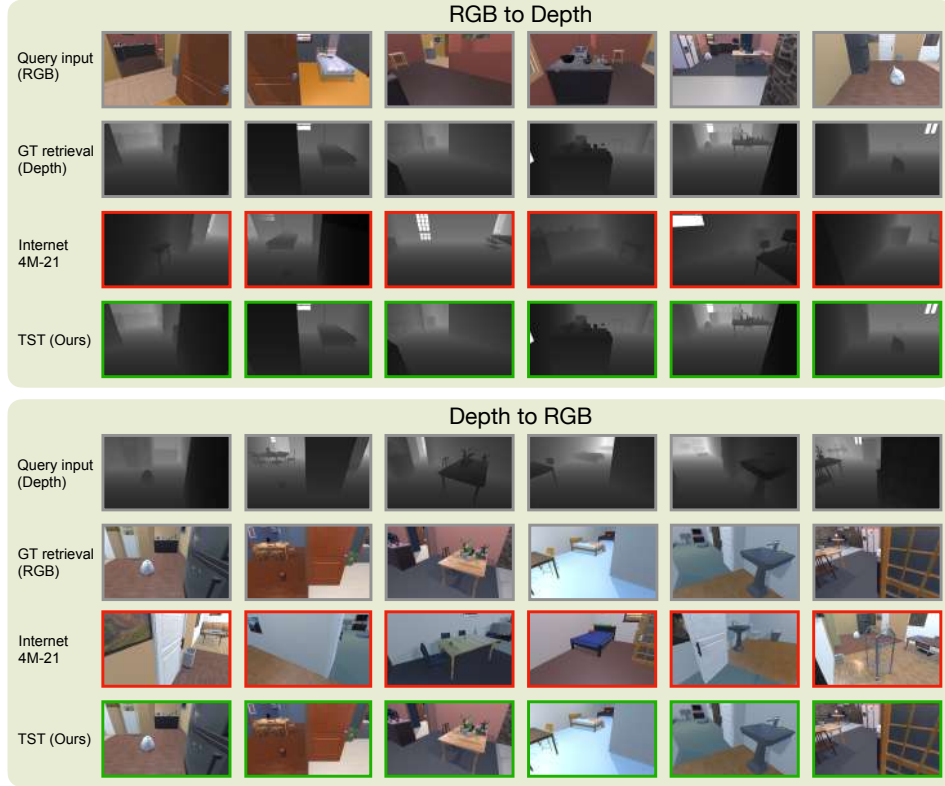 RGB to Depth
Query input
(RGB)
GT retrieval
(Depth)
Internet
4M-21
TST (Ours)
Depth to RGB
Query input
(Depth)
GT retrieval
(RGB)
Internet
4M-21
TST (Ours)